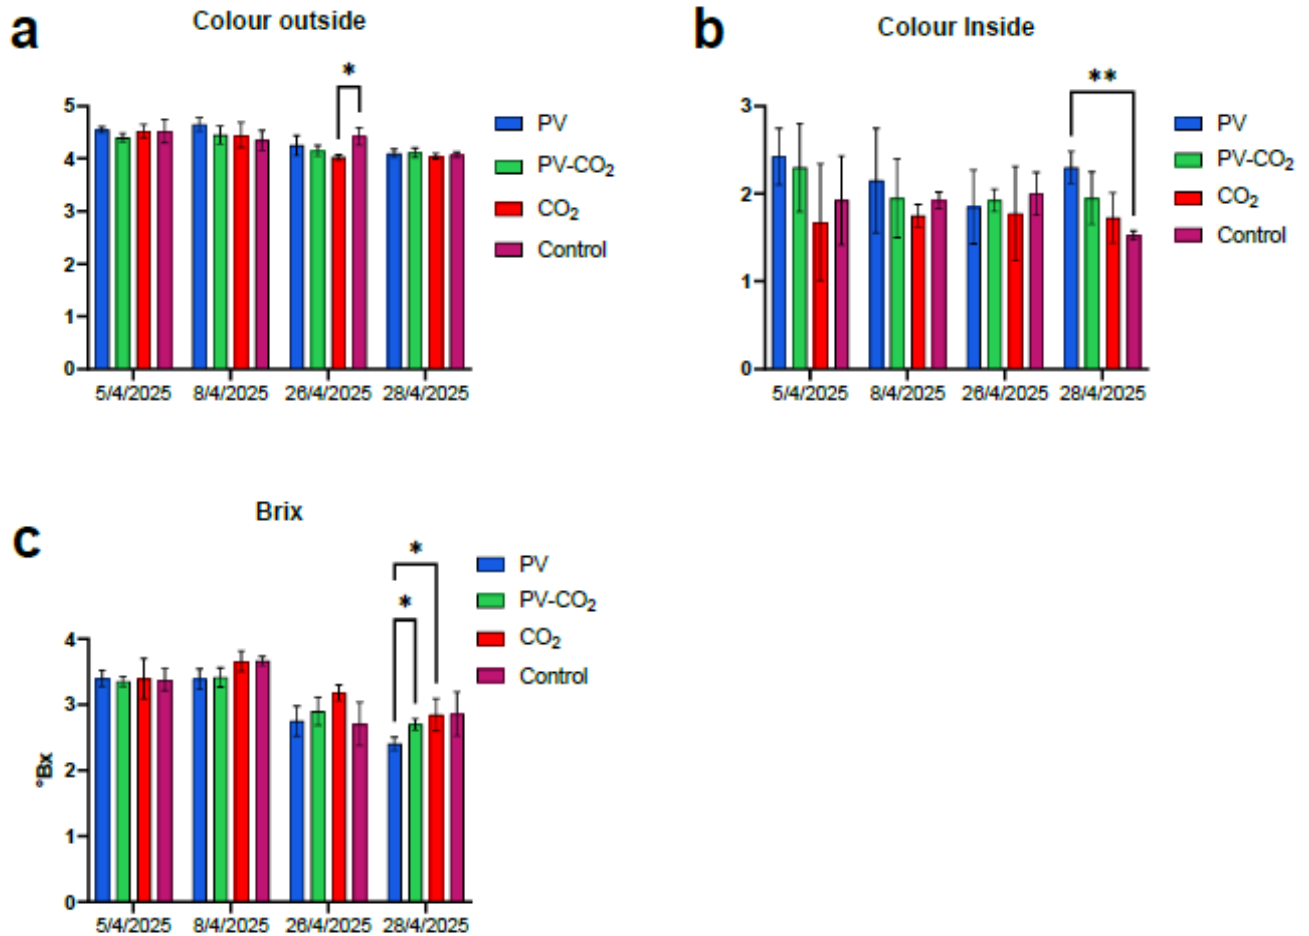 a
Colour outside
*
5
4
3
2
1
0
5/4/2025 8/4/2025 26/4/2025 28/4/2025
PV
PV-CO₂
CO₂
Control
b
Colour Inside
**
3
2
1
0
5/4/2025 8/4/2025 26/4/2025 28/4/2025
PV
PV-CO₂
CO₂
Control
c
Brix
*
*
°Bx
4
3
2
1
0
5/4/2025 8/4/2025 26/4/2025 28/4/2025
PV
PV-CO₂
CO₂
Control